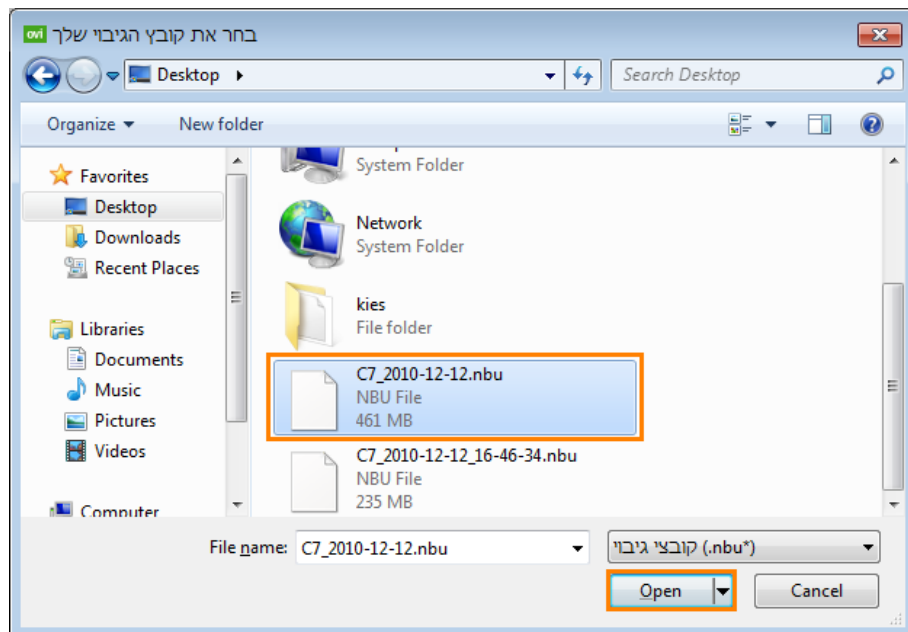 בחר את קובץ הגיבוי שלך ovi
Desktop
Search Desktop
Organize
New folder
Favorites
Desktop
Downloads
Recent Places
Libraries
Documents
Music
Pictures
Videos
Computer
System Folder
Network
System Folder
kies
File folder
C7_2010-12-12.nbu
NBU File
461 MB
C7_2010-12-12_16-46-34.nbu
NBU File
235 MB
File name: C7_2010-12-12.nbu
קובצי גיבוי (.nbu*)
Open
Cancel